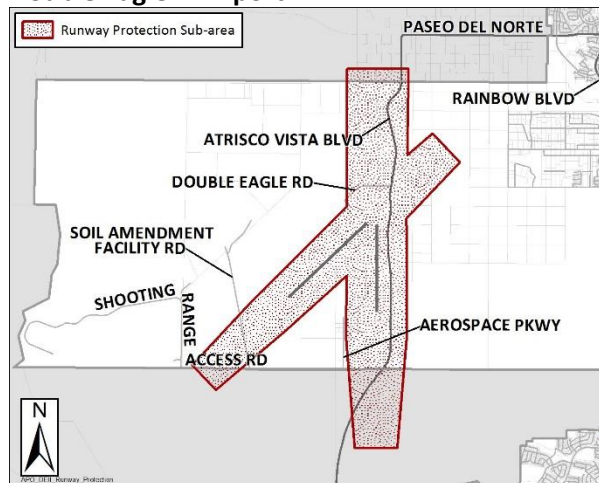 Runway Protection Sub-area
PASEO DEL NORTE
RAINBOW BLVD
ATRISCO VISTA BLVD
DOUBLE EAGLE RD
SOIL AMENDMENT
FACILITY RD
SHOOTING
RANGE
ACCESS RD
AEROSPACE PKWY
N
APO_DEII_Runway_Protection